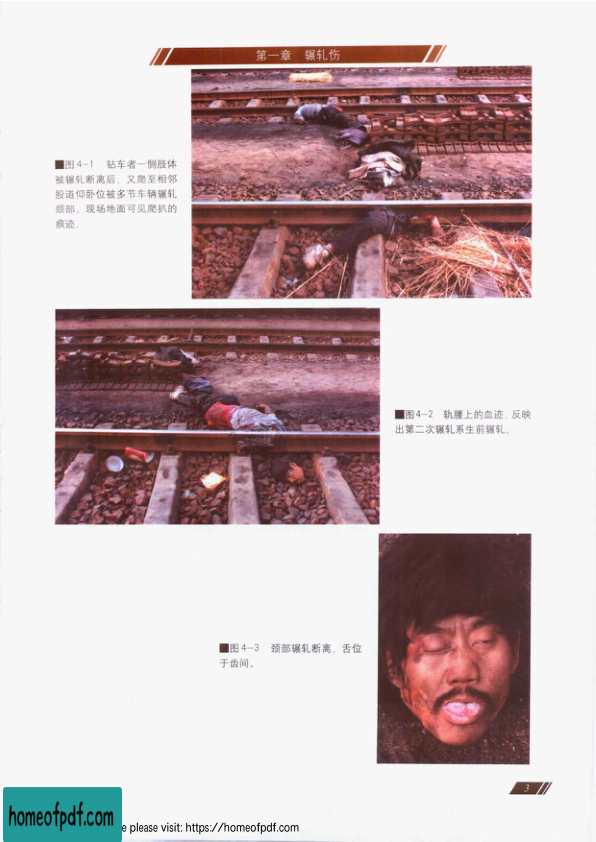 第一章 辗轧伤
■图4-1 钻车者一侧肢体
被辗轧断离后，又爬至相邻
股道仰卧位被多节车辆辗轧
颈部。现场地面可见爬扒的
痕迹。
■图4-2 轨腰上的血迹，反映
出第二次辗轧系生前辗轧。
■图4-3 颈部辗轧断离，舌位
于齿间。
3
homeofpdf.com
e please visit: https://homeofpdf.com